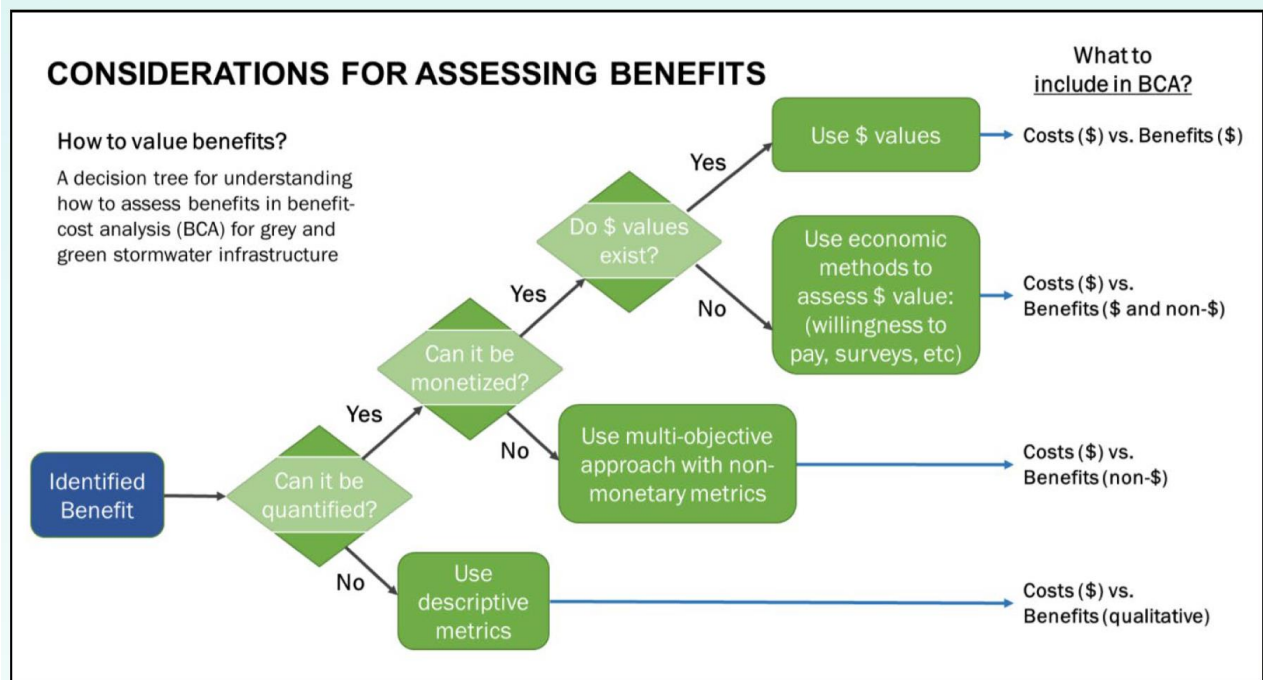 CONSIDERATIONS FOR ASSESSING BENEFITS
What to
include in BCA?
How to value benefits?
A decision tree for understanding
how to assess benefits in benefit-
cost analysis (BCA) for grey and
green stormwater infrastructure
Use $ values
Costs ($) vs. Benefits ($)
Yes
Do $ values
exist?
Use economic
methods to
assess $ value:
(willingness to
pay, surveys, etc)
Costs ($) vs.
Benefits ($ and non-$)
Yes
No
Can it be
monetized?
Yes
No
Use multi-objective
approach with non-
monetary metrics
Costs ($) vs.
Benefits (non-$)
Identified
Benefit
Can it be
quantified?
No
Use
descriptive
metrics
Costs ($) vs.
Benefits (qualitative)